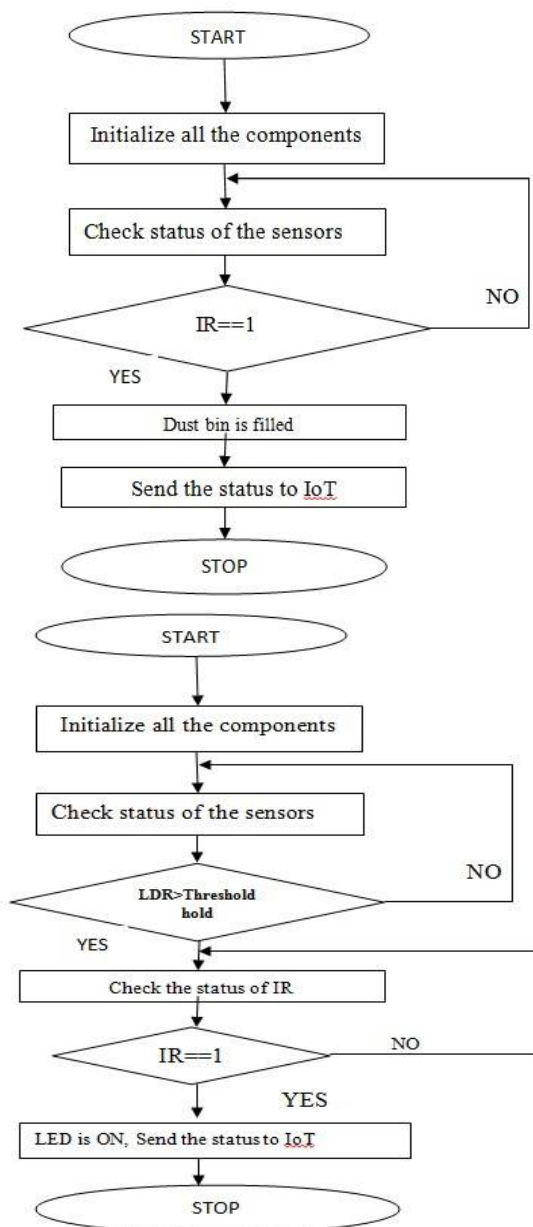 START
Initialize all the components
Check status of the sensors
NO
IR==1
YES
Dust bin is filled
Send the status to IoT
STOP
START
Initialize all the components
Check status of the sensors
NO
LDR>Threshold
hold
YES
Check the status of IR
NO
IR==1
YES
LED is ON, Send the status to IoT
STOP